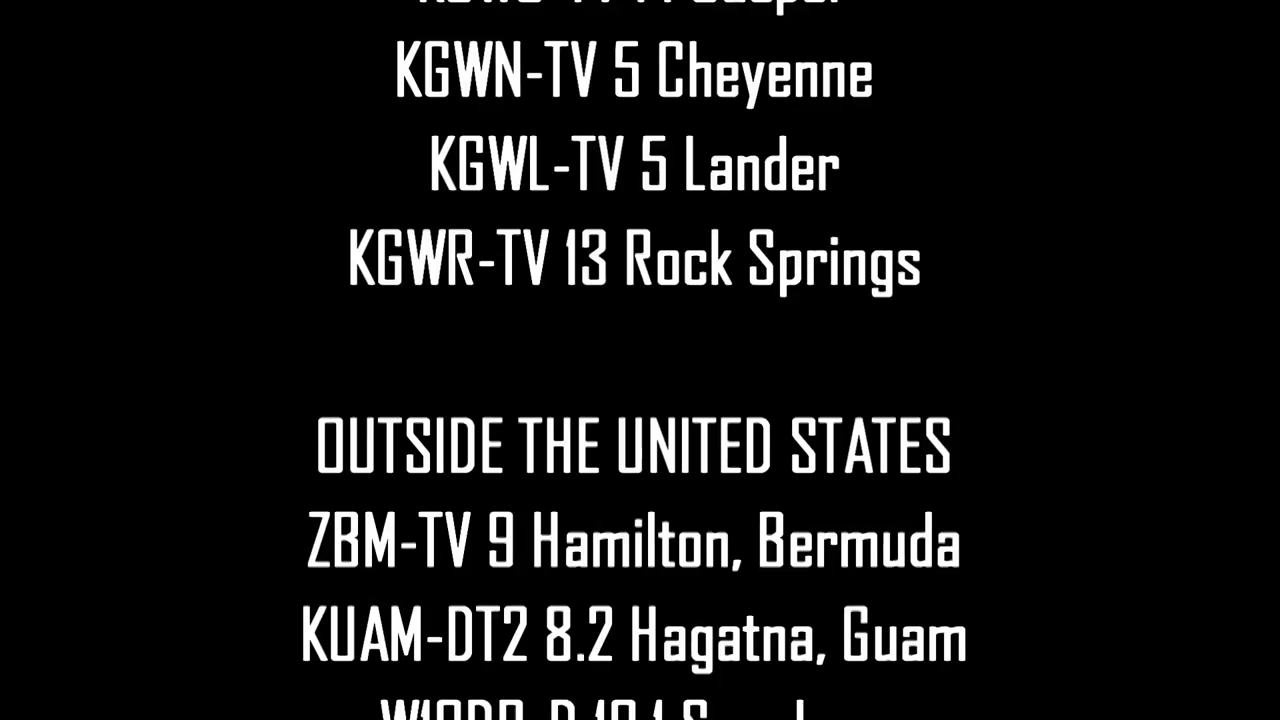 KGWN-TV 5 Cheyenne
KGWL-TV 5 Lander
KGWR-TV 13 Rock Springs
OUTSIDE THE UNITED STATES
ZBM-TV 9 Hamilton, Bermuda
KUAM-DT2 8.2 Hagatna, Guam